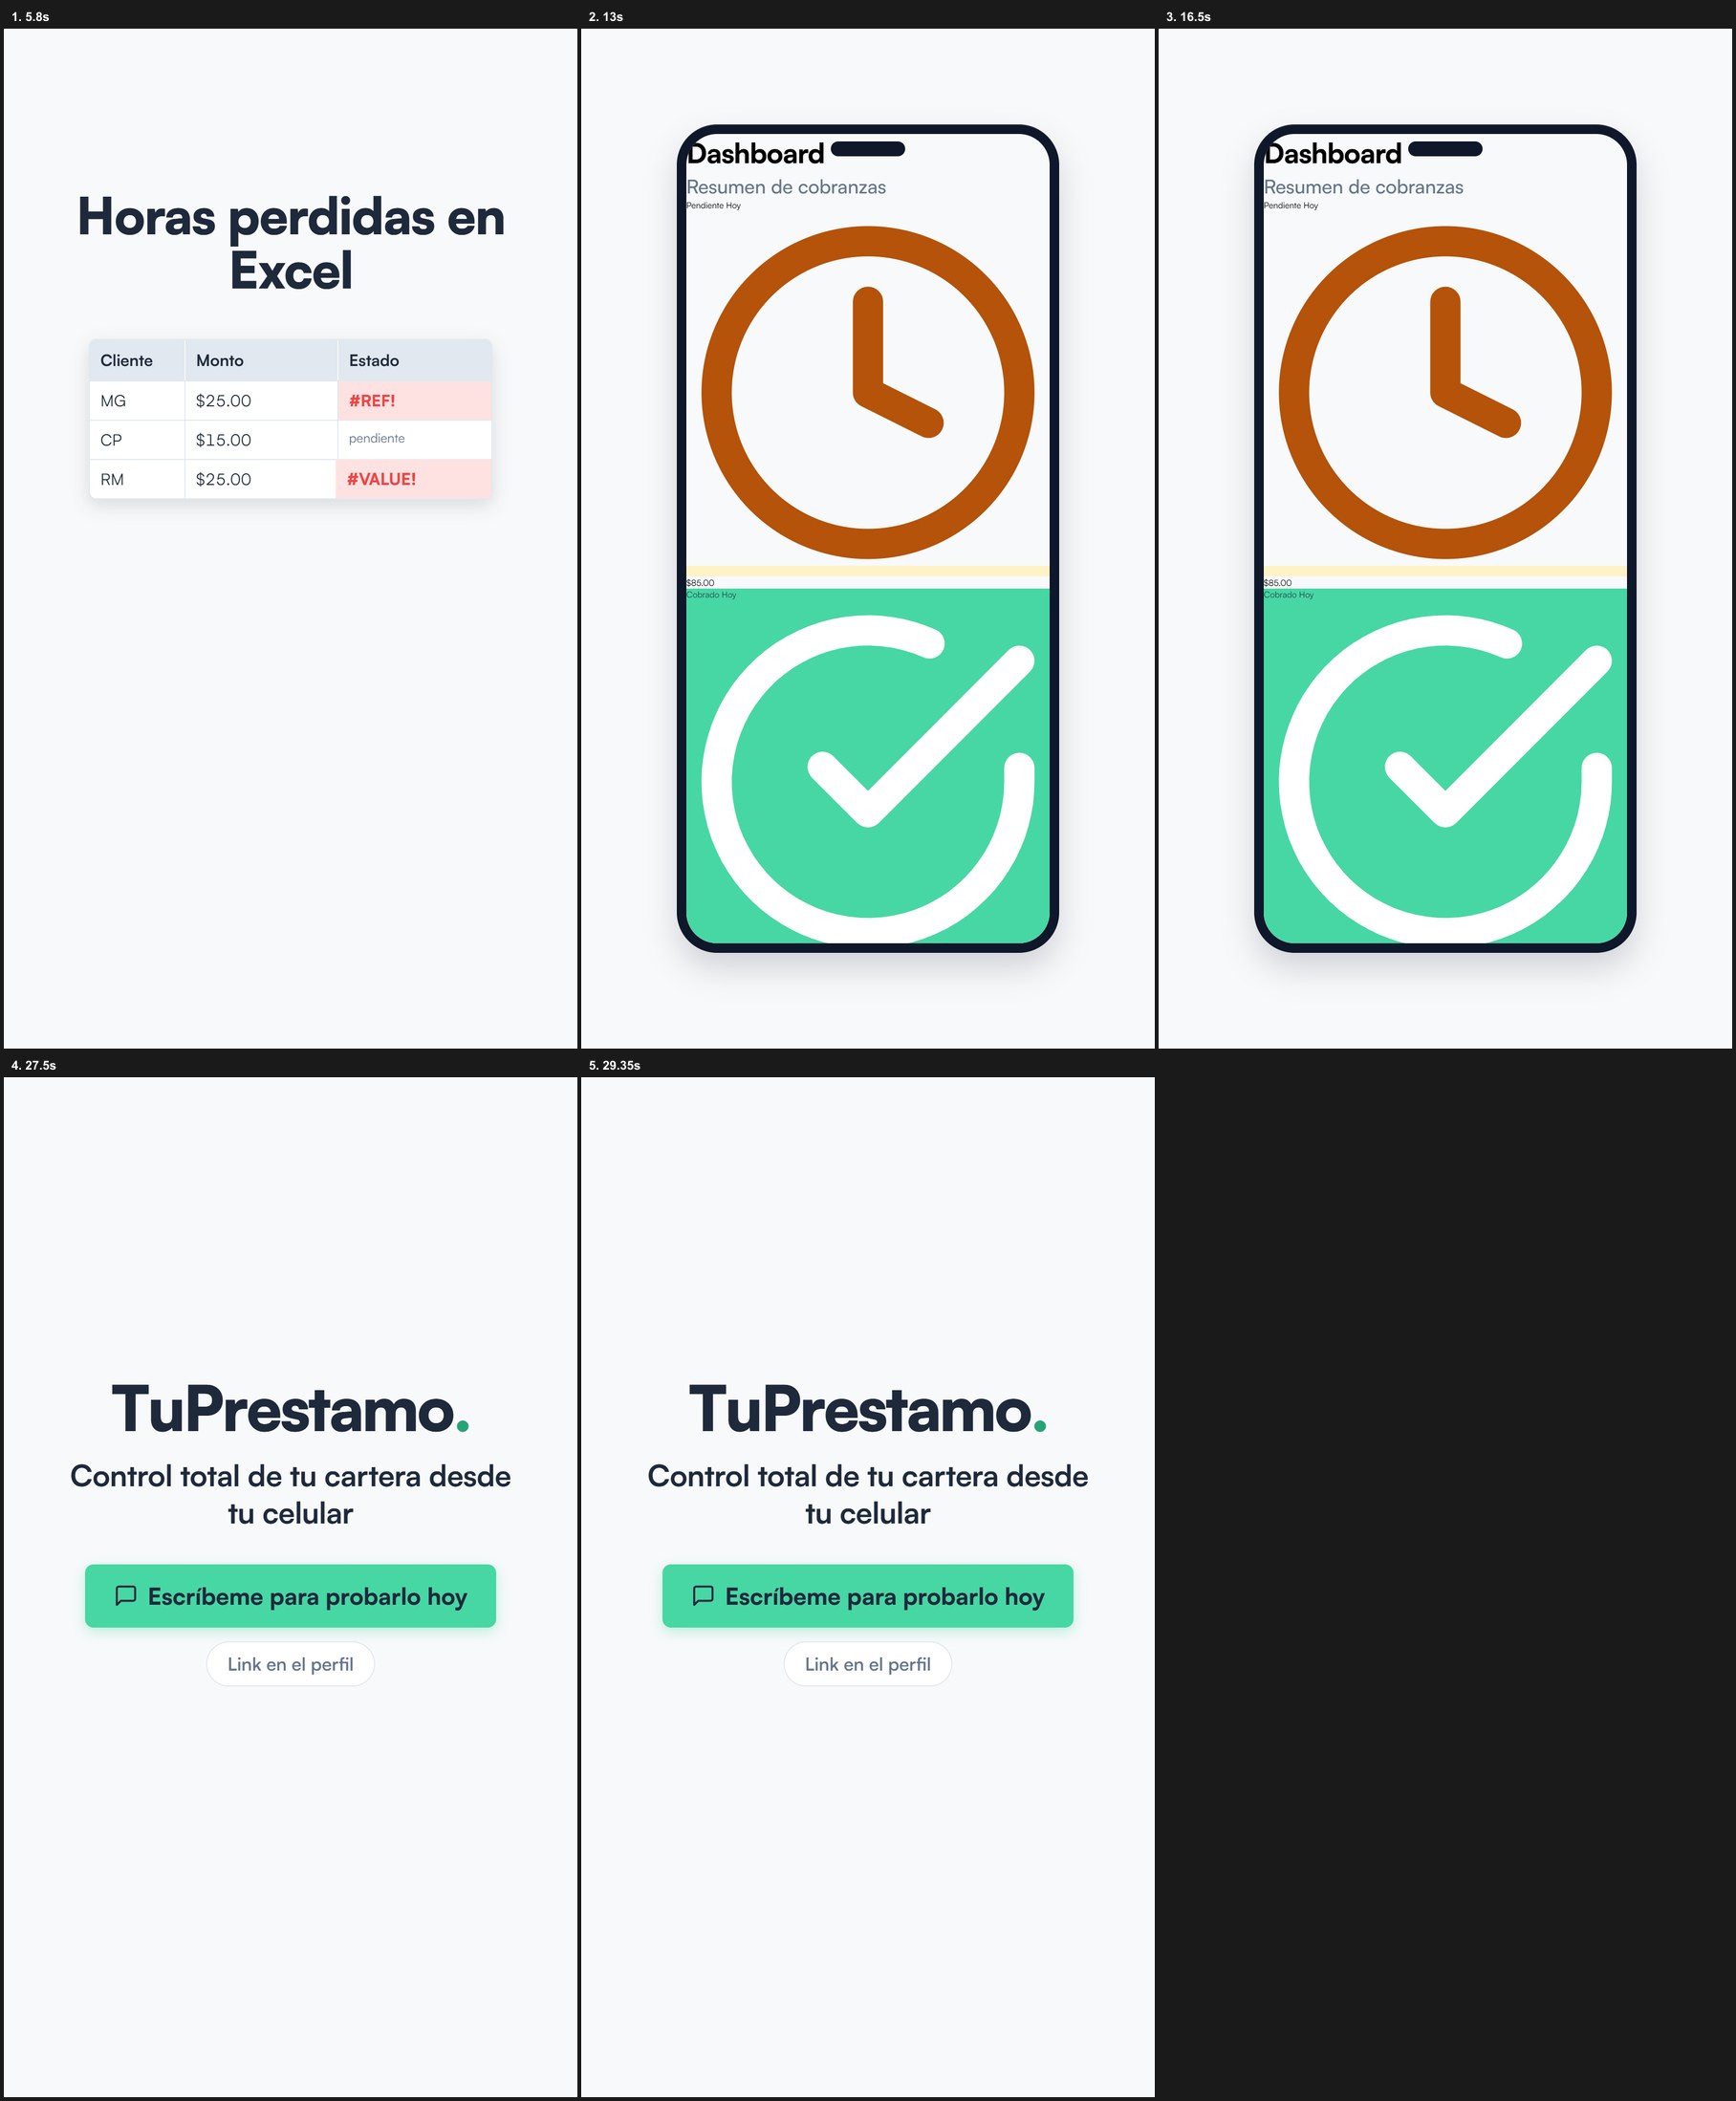 1. 5.8s
Horas perdidas en
Excel
Cliente Monto Estado
MG $25.00 #REF!
CP $15.00 pendiente
RM $25.00 #VALUE!
2. 13s
Dashboard
Resumen de cobranzas
Pendiente Hoy
$85.00
Cobrado Hoy
3. 16.5s
Dashboard
Resumen de cobranzas
Pendiente Hoy
$85.00
Cobrado Hoy
4. 27.5s
TuPrestamo.
Control total de tu cartera desde
tu celular
Escríbeme para probarlo hoy
Link en el perfil
5. 29.35s
TuPrestamo.
Control total de tu cartera desde
tu celular
Escríbeme para probarlo hoy
Link en el perfil